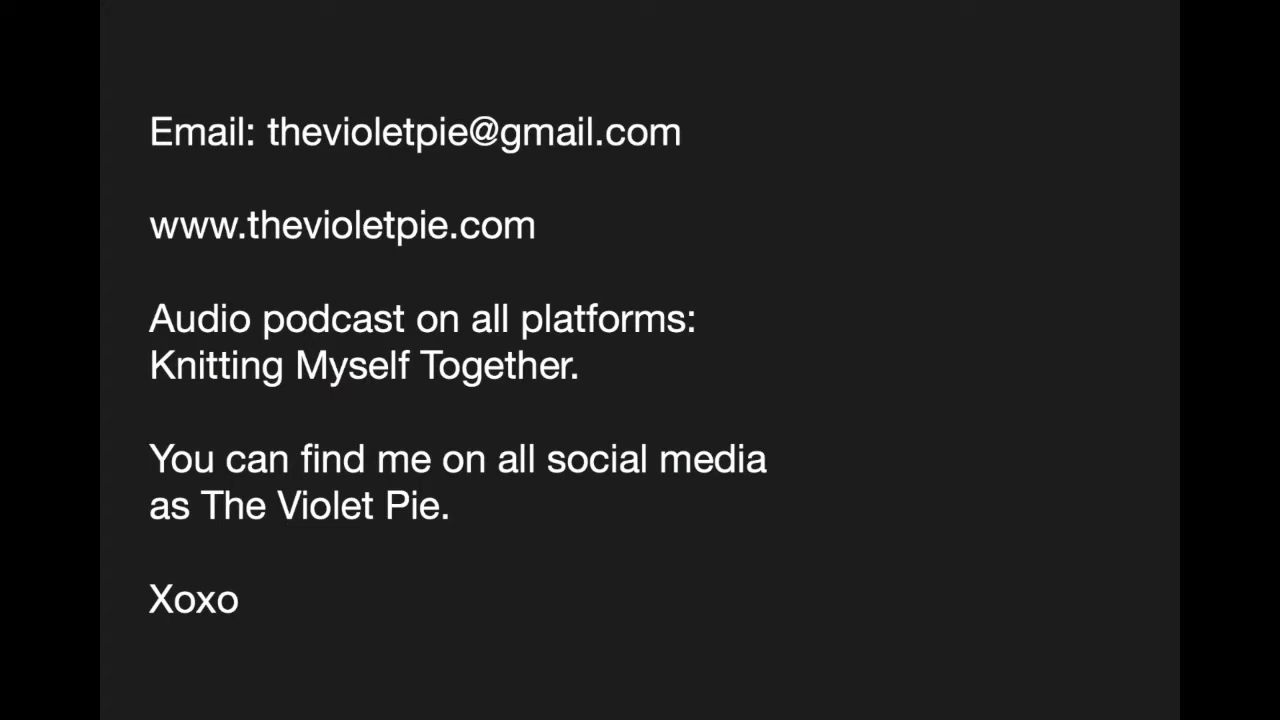 Email: thevioletpie@gmail.com
www.thevioletpie.com
Audio podcast on all platforms:
Knitting Myself Together.
You can find me on all social media
as The Violet Pie.
Xoxo